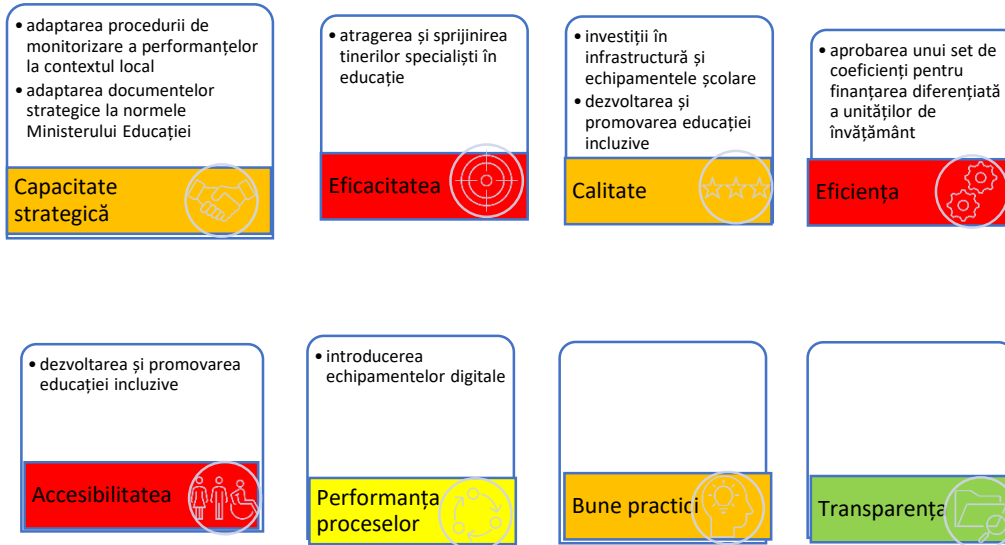 • adaptarea procedurii de
monitorizare a performanțelor
la contextul local
• adaptarea documentelor
strategice la normele
Ministerului Educației
Capacitate
strategică
• atragerea și sprijinirea
tinerilor specialiști în
educație
Eficacitatea
• investiții în
infrastructură și
echipamentele școlare
• dezvoltarea și
promovarea educației
incluzive
Calitate
• aprobarea unui set de
coeficienți pentru
finanțarea diferențiată
a unităților de
învățământ
Eficiența
• dezvoltarea și promovarea
educației incluzive
Accesibilitatea
• introducerea
echipamentelor digitale
Performanța
proceselor
Bune practici
Transparența